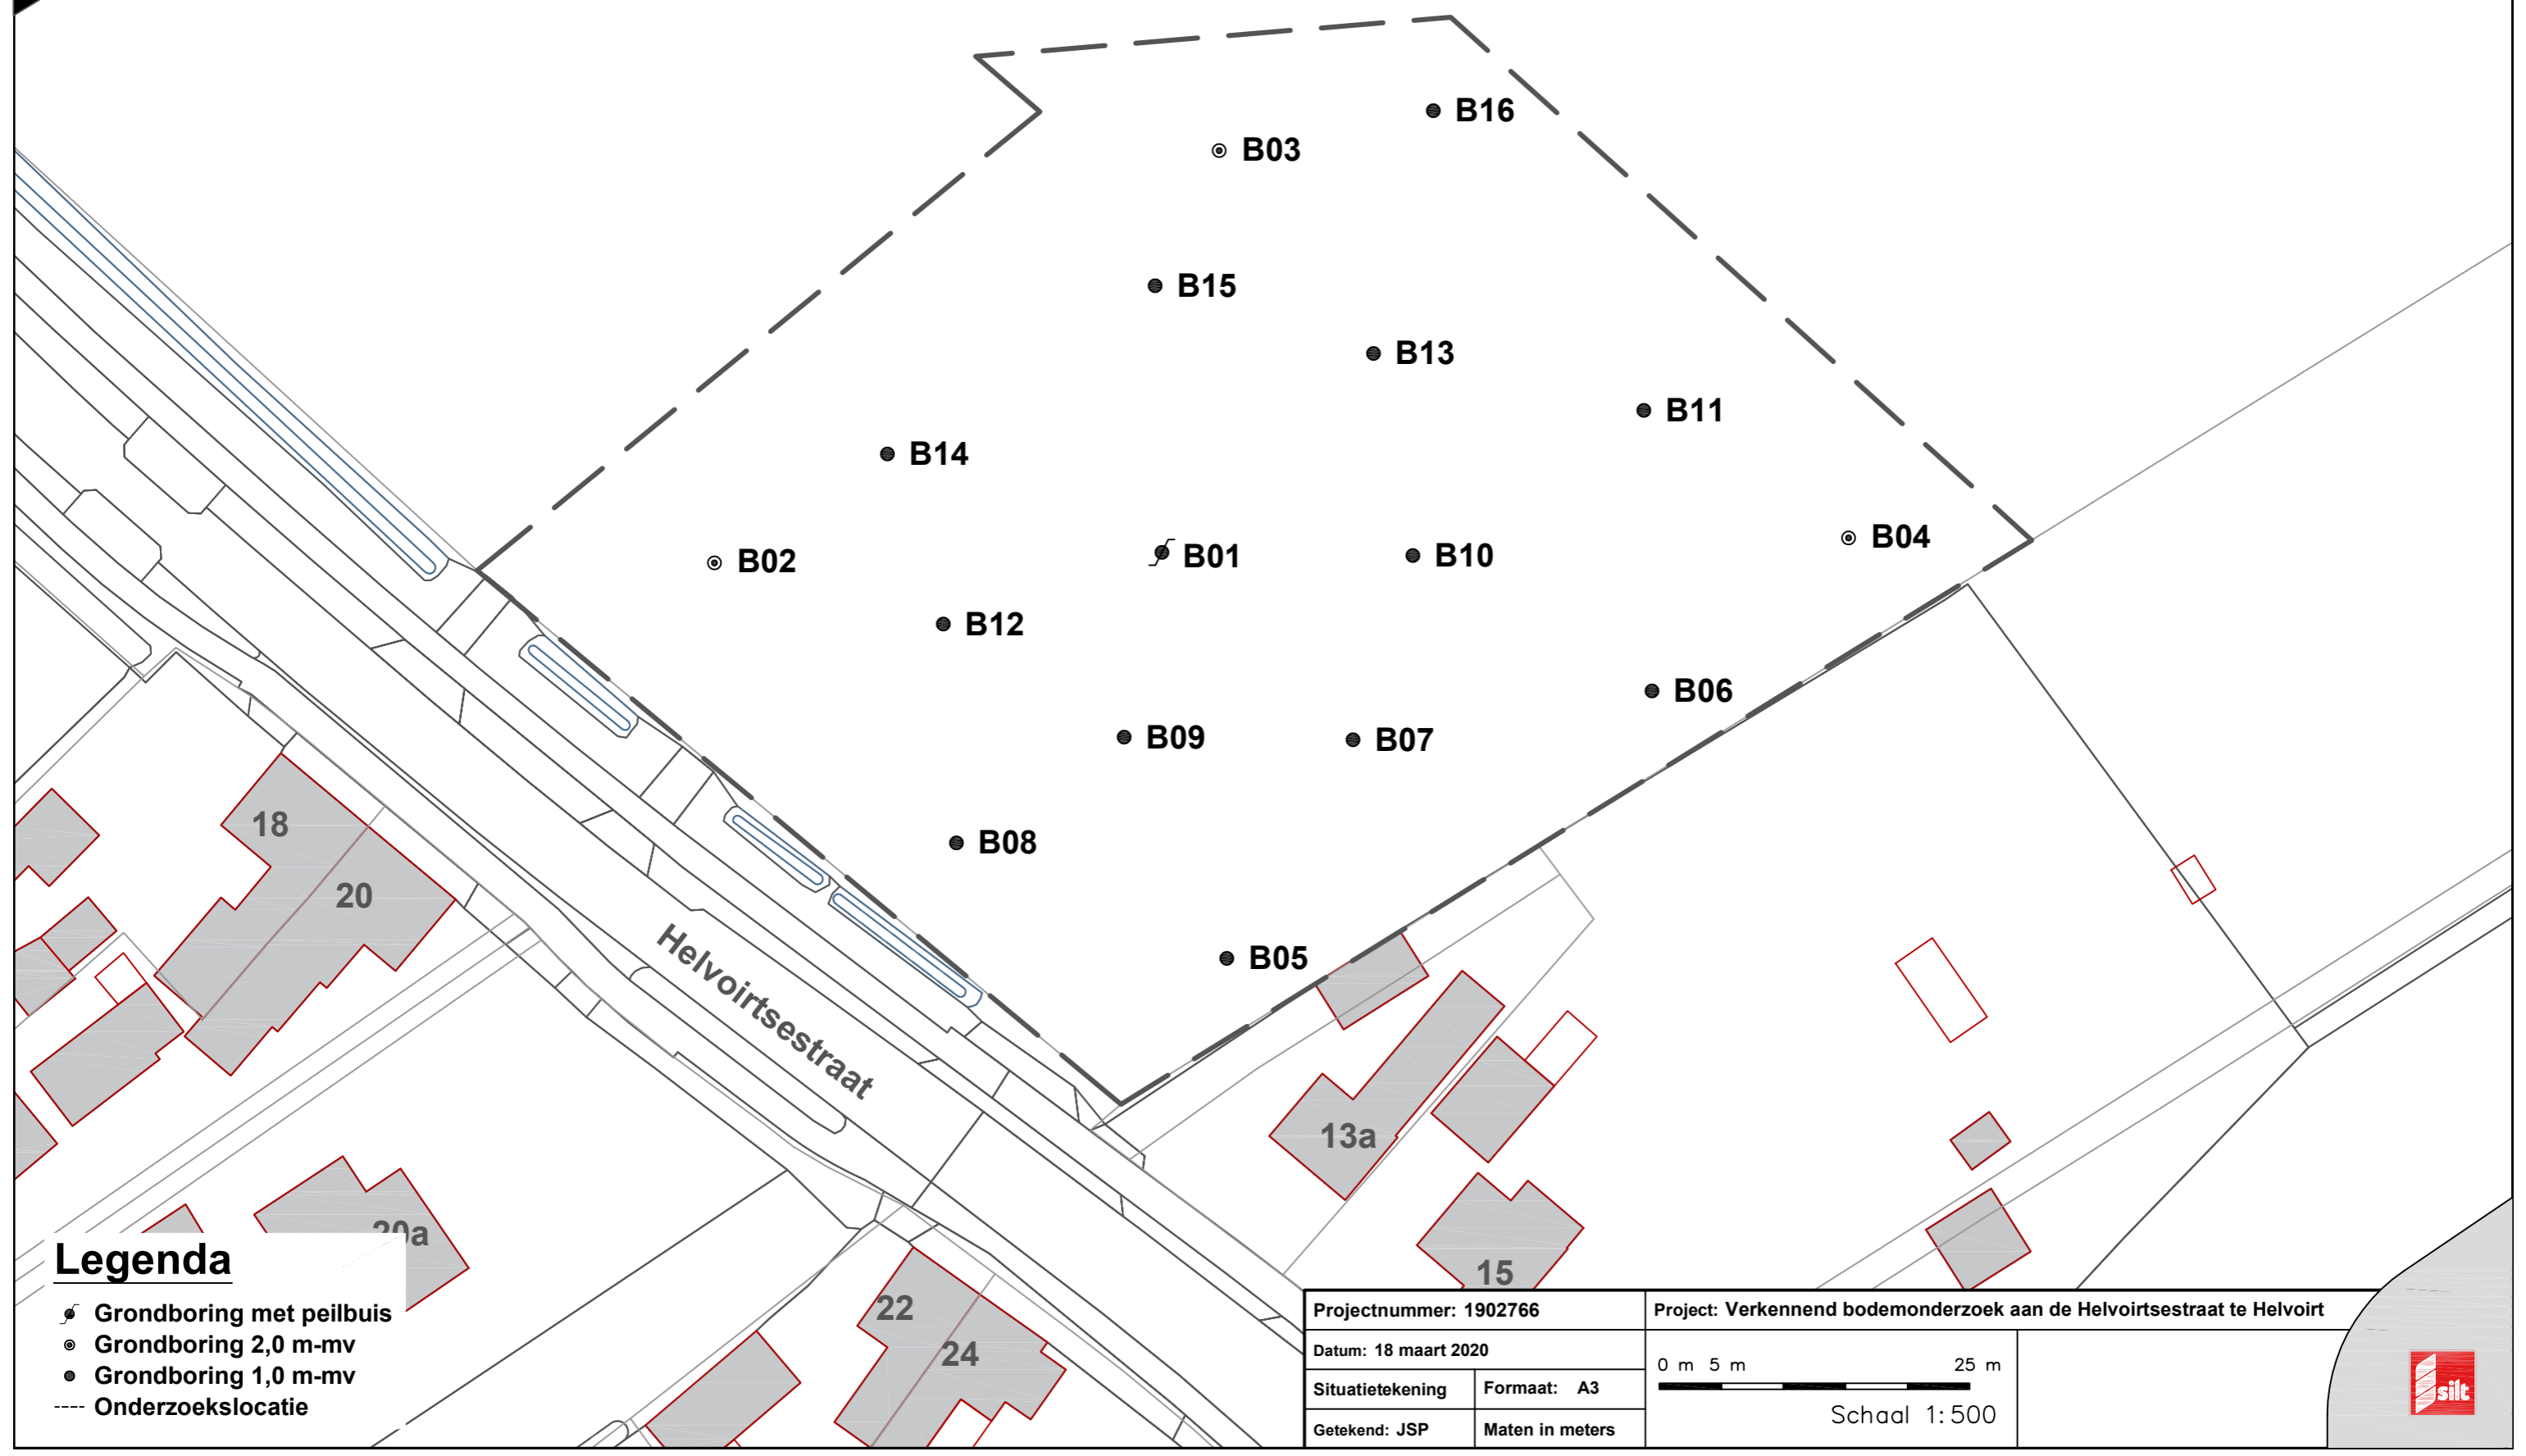 B16
B03
B15
B13
B11
B14
B04
B02
B01
B10
B12
B06
B09
B07
18
B08
20
B05
Helvoirtsestraat
13a
20a
15
22
24
Legenda
Grondboring met peilbuis
Grondboring 2,0 m-mv
Grondboring 1,0 m-mv
Onderzoekslocatie
Projectnummer: 1902766
Project: Verkennend bodemonderzoek aan de Helvoirtsestraat te Helvoirt
Datum: 18 maart 2020
Situatietekening
Formaat: A3
Getekend: JSP
Maten in meters
0 m 5 m 25 m
Schaal 1:500
silt